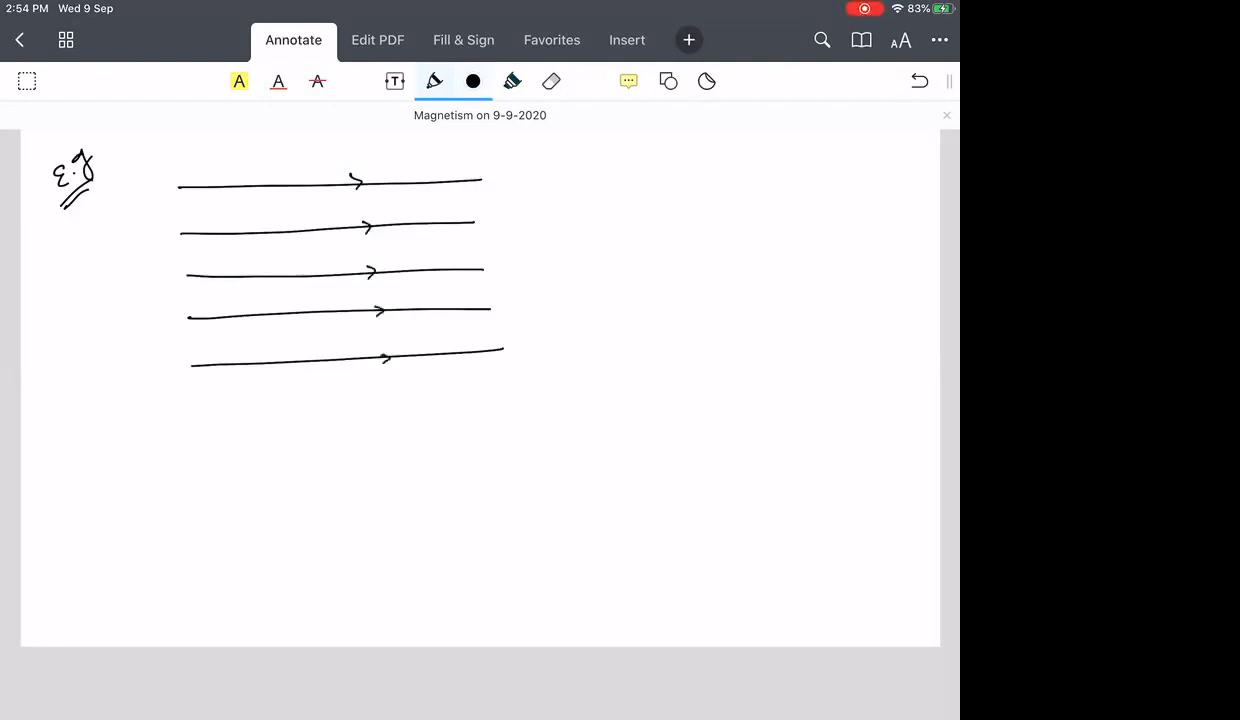 2:54 PM Wed 9 Sep 83%
Annotate Edit PDF Fill & Sign Favorites Insert
A A A T
Magnetism on 9-9-2020
E.g